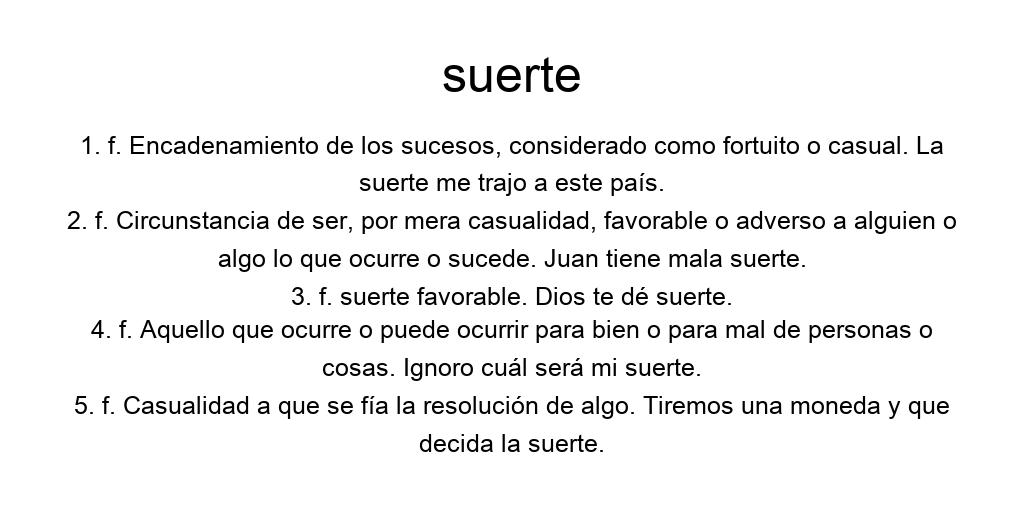 suerte
1. f. Encadenamiento de los sucesos, considerado como fortuito o casual. La
suerte me trajo a este país.
2. f. Circunstancia de ser, por mera casualidad, favorable o adverso a alguien o
algo lo que ocurre o sucede. Juan tiene mala suerte.
3. f. suerte favorable. Dios te dé suerte.
4. f. Aquello que ocurre o puede ocurrir para bien o para mal de personas o
cosas. Ignoro cuál será mi suerte.
5. f. Casualidad a que se fía la resolución de algo. Tiremos una moneda y que
decida la suerte.